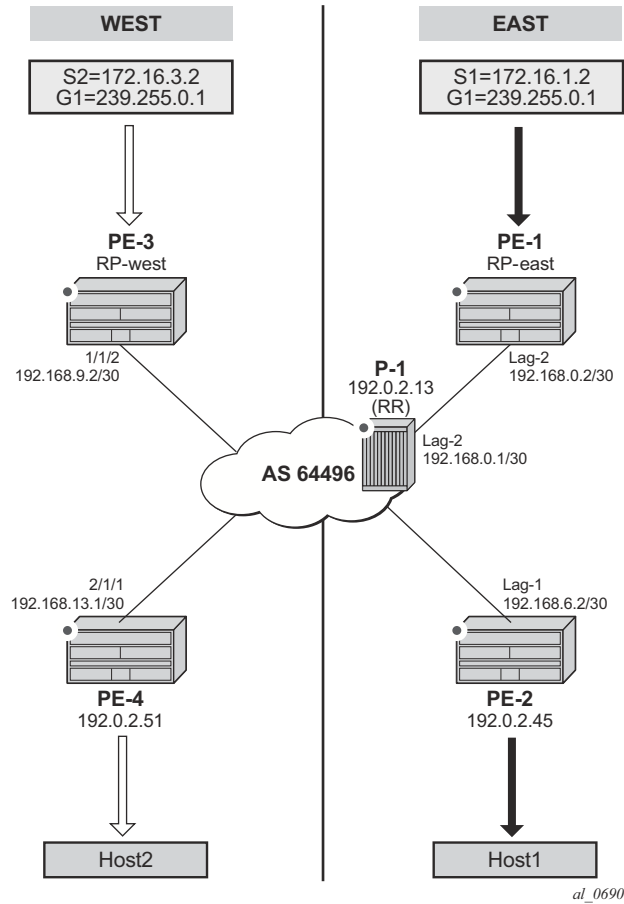 WEST
EAST
S2=172.16.3.2
G1=239.255.0.1
S1=172.16.1.2
G1=239.255.0.1
PE-3
RP-west
PE-1
RP-east
1/1/2
192.168.9.2/30
Lag-2
192.168.0.2/30
P-1
192.0.2.13
(RR)
Lag-2
192.168.0.1/30
AS 64496
2/1/1
192.168.13.1/30
Lag-1
192.168.6.2/30
PE-4
192.0.2.51
PE-2
192.0.2.45
Host2
Host1
al_0690